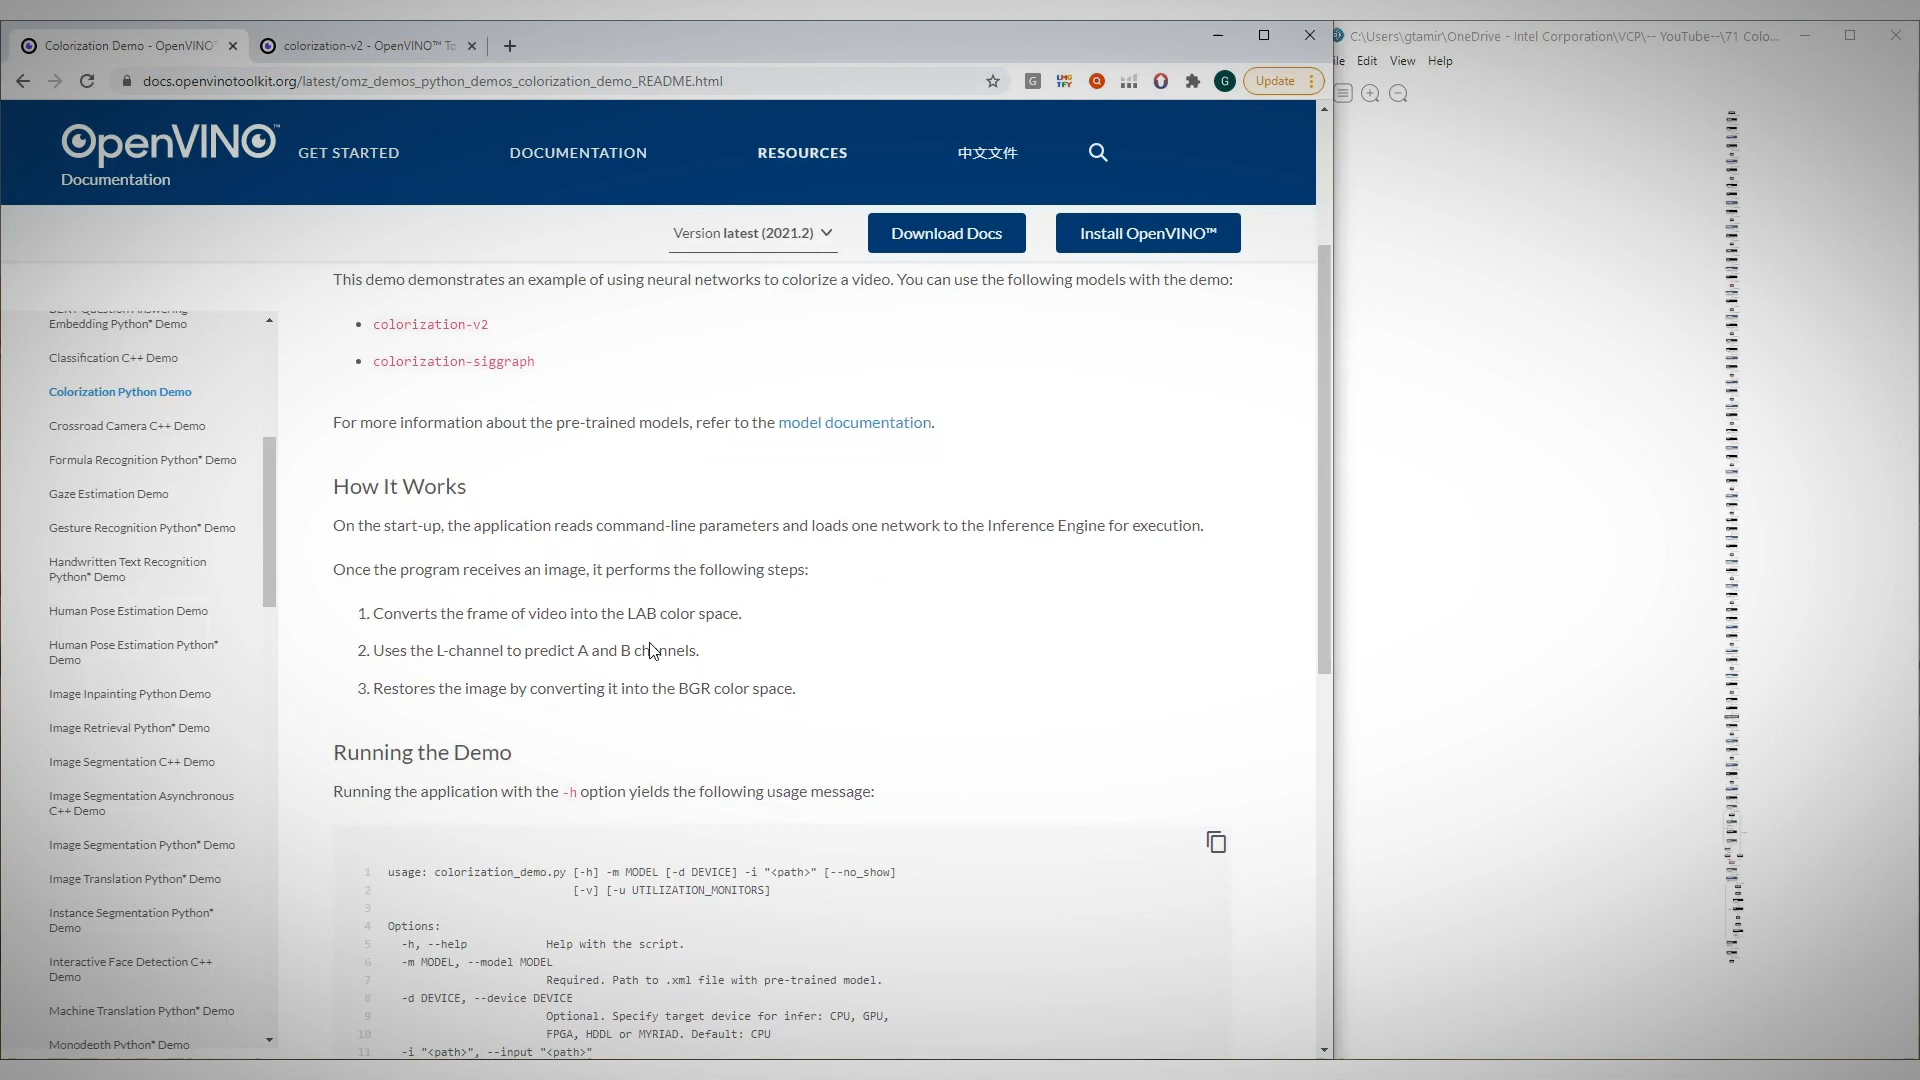 Colorization Demo - OpenVINO™
colorization-v2 - OpenVINO™ To
C:\Users\gtamir\OneDrive - Intel Corporation\VCP\-- YouTube--\71 Colo...
ile Edit View Help
docs.openvinotoolkit.org/latest/omz_demos_python_demos_colorization_demo_README.html
G
LMG
TFY
G
Update
OpenVINO™
Documentation
GET STARTED
DOCUMENTATION
RESOURCES
中文文件
Version latest (2021.2)
Download Docs
Install OpenVINO™
BERT Question Answering
Embedding Python* Demo
Classification C++ Demo
Colorization Python Demo
Crossroad Camera C++ Demo
Formula Recognition Python* Demo
Gaze Estimation Demo
Gesture Recognition Python* Demo
Handwritten Text Recognition
Python* Demo
Human Pose Estimation Demo
Human Pose Estimation Python*
Demo
Image Inpainting Python Demo
Image Retrieval Python* Demo
Image Segmentation C++ Demo
Image Segmentation Asynchronous
C++ Demo
Image Segmentation Python* Demo
Image Translation Python* Demo
Instance Segmentation Python*
Demo
Interactive Face Detection C++
Demo
Machine Translation Python* Demo
Monodepth Python* Demo
This demo demonstrates an example of using neural networks to colorize a video. You can use the following models with the demo:
• colorization-v2
• colorization-siggraph
For more information about the pre-trained models, refer to the model documentation.
How It Works
On the start-up, the application reads command-line parameters and loads one network to the Inference Engine for execution.
Once the program receives an image, it performs the following steps:
1. Converts the frame of video into the LAB color space.
2. Uses the L-channel to predict A and B channels.
3. Restores the image by converting it into the BGR color space.
Running the Demo
Running the application with the -h option yields the following usage message:
1 usage: colorization_demo.py [-h] -m MODEL [-d DEVICE] -i "<path>" [--no_show]
2 [-v] [-u UTILIZATION_MONITORS]
3
4 Options:
5 -h, --help Help with the script.
6 -m MODEL, --model MODEL
7 Required. Path to .xml file with pre-trained model.
8 -d DEVICE, --device DEVICE
9 Optional. Specify target device for infer: CPU, GPU,
10 FPGA, HDDL or MYRIAD. Default: CPU
11 -i "<path>", --input "<path>"